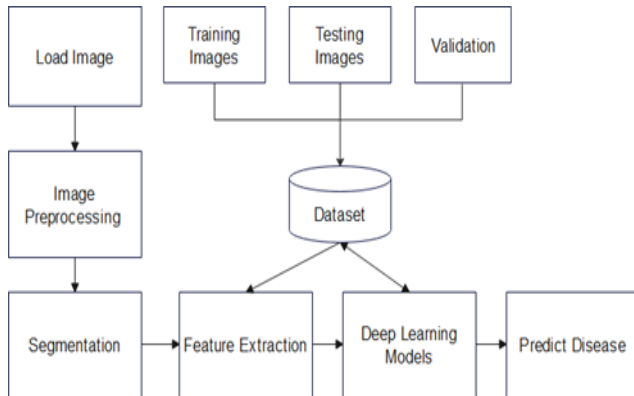 Load Image
Training
Images
Testing
Images
Validation
Image
Preprocessing
Dataset
Segmentation
Feature Extraction
Deep Learning
Models
Predict Disease